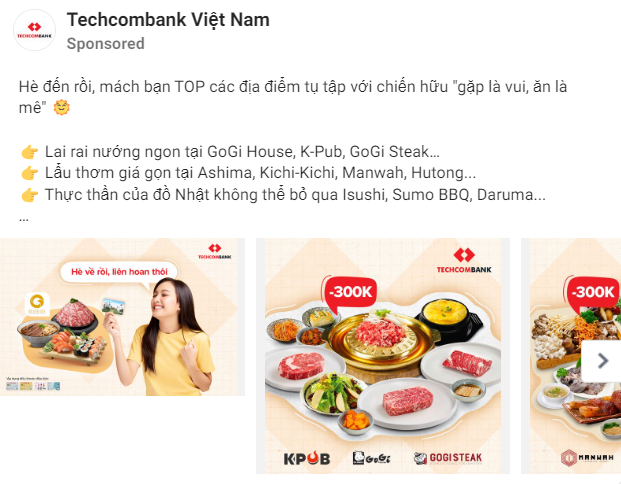 Techcombank Việt Nam
TECHCOMBANK
Sponsored
Hè đến rồi, mách bạn TOP các địa điểm tụ tập với chiến hữu "gặp là vui, ăn là
mê"
Lai rai nướng ngon tại GoGi House, K-Pub, GoGi Steak…
Lẩu thơm giá gọn tại Ashima, Kichi-Kichi, Manwah, Hutong...
Thực thần của đồ Nhật không thể bỏ qua Isushi, Sumo BBQ, Daruma...
…
TECHCOMBANK
Hè về rồi, liên hoan thôi
TECHCOMBANK
-300K
K-PUB
GoGi
GOGI STEAK
-300K
MANWAH